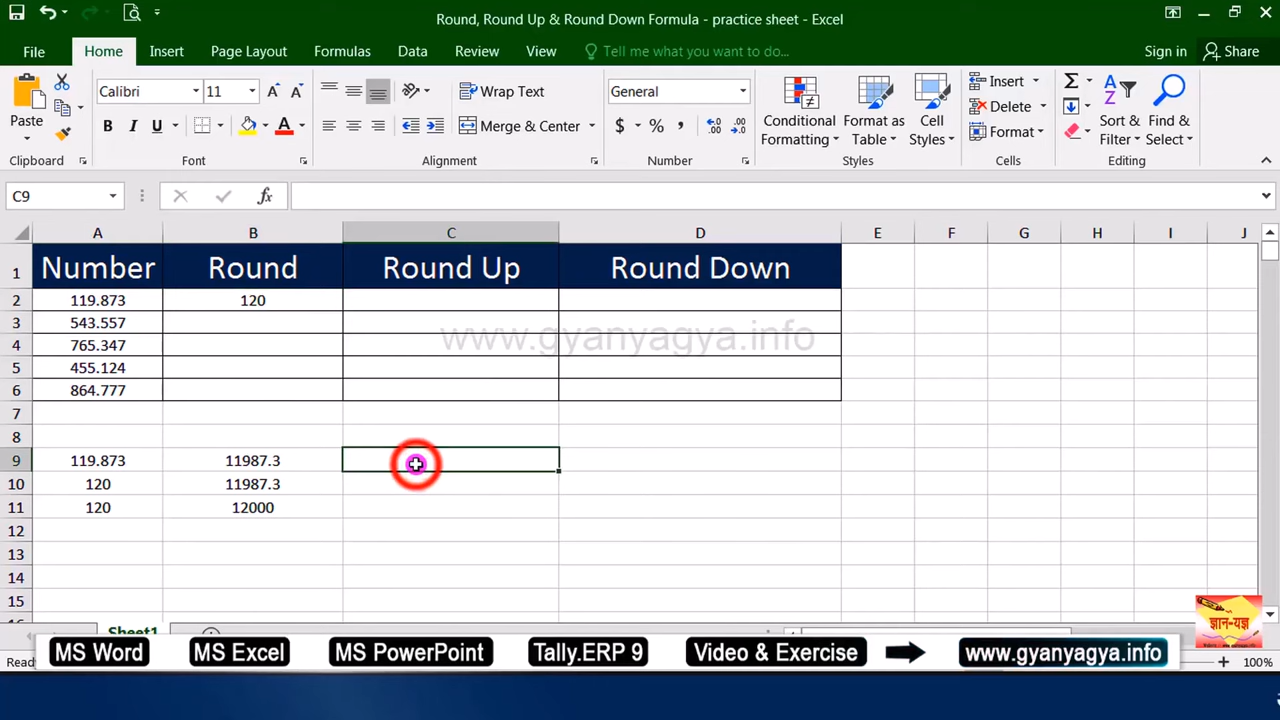 Round, Round Up & Round Down Formula - practice sheet - Excel
File Home Insert Page Layout Formulas Data Review View Tell me what you want to do... Sign in Share
Calibri 11 Wrap Text General Insert
Paste B I U Merge & Center $ % , Conditional Formatting Format as Table Cell Styles Delete Format Sort & Filter Find & Select
Clipboard Font Alignment Number Styles Cells Editing
C9 fx
A B C D E F G H I J
1 Number Round Round Up Round Down
2 119.873 120
3 543.557
www.gyanyagya.info
4 765.347
5 455.124
6 864.777
7
8
9 119.873 11987.3
10 120 11987.3
11 120 12000
12
13
14
15
ज्ञान-यज्ञ
Sheet1
MS Word MS Excel MS PowerPoint Tally.ERP 9 Video & Exercise www.gyanyagya.info
100%